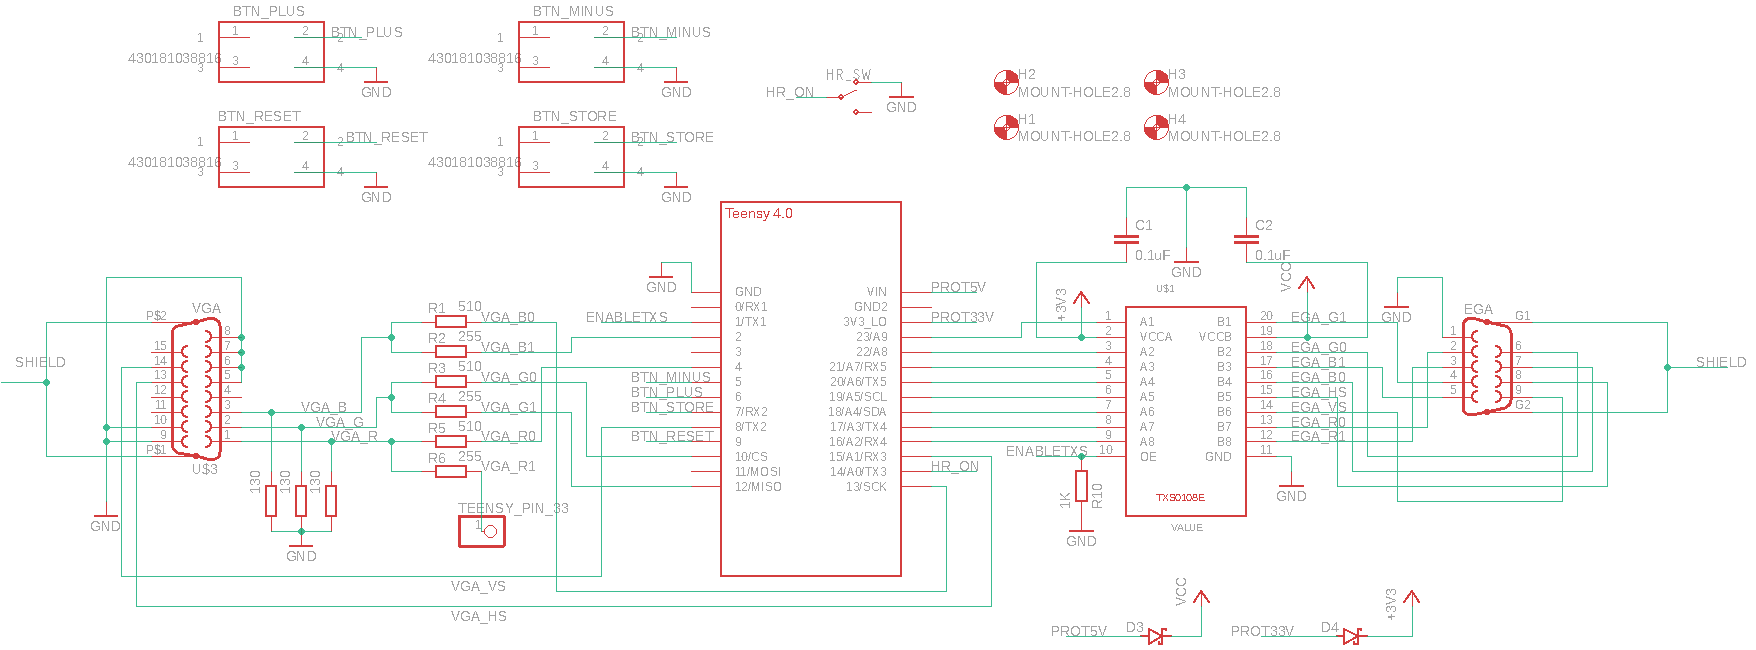 BTN_PLUS
1 1 2 BTN_PLUS
2
430181038816
3 3 4 4
GND
BTN_MINUS
1 1 2 BTN_MINUS
2
430181038816
3 3 4 4
GND
BTN_RESET
1 1 2 BTN_RESET
2
430181038816
3 3 4 4
GND
BTN_STORE
1 1 2 BTN_STORE
2
430181038816
3 3 4 4
GND
HR_SW
HR_ON
GND
H2
MOUNT-HOLE2.8
H3
MOUNT-HOLE2.8
H1
MOUNT-HOLE2.8
H4
MOUNT-HOLE2.8
SHIELD
VGA
P$2
8
7
15
6
14
5
13
4
12
3
11
2
10
1
9
P$1
U$3
GND
VGA_B
VGA_G
VGA_R
130
130
130
GND
R1 510 VGA_B0
R2 255 VGA_B1
R3 510 VGA_G0
R4 255 VGA_G1
R5 510 VGA_R0
R6 255 VGA_R1
TEENSY_PIN_33
1
VGA_VS
VGA_HS
GND
ENABLETXS
BTN_MINUS
BTN_PLUS
BTN_STORE
BTN_RESET
Teensy 4.0
GND VIN
0/RX1 GND2
1/TX1 3V3_LO
2 23/A9
3 22/A8
4 21/A7/RX5
5 20/A6/TX5
6 19/A5/SCL
7/RX2 18/A4/SDA
8/TX2 17/A3/TX4
9 16/A2/RX4
10/CS 15/A1/RX3
11/MOSI 14/A0/TX3
12/MISO 13/SCK
PROT5V
PROT33V
HR_ON
C1
0.1uF
C2
0.1uF
GND
+3V3
VCC
U$1
1 A1 B1 20 EGA_G1
2 VCCA VCCB 19
3 A2 B2 18 EGA_G0
4 A3 B3 17 EGA_B1
5 A4 B4 16 EGA_B0
6 A5 B5 15 EGA_HS
7 A6 B6 14 EGA_VS
8 A7 B7 13 EGA_R0
9 A8 B8 12 EGA_R1
ENABLETXS 10 OE GND 11
TXS0108E
VALUE
1K
R10
GND
GND
GND
EGA
G1
1
6
2
7
3
8
4
9
5
G2
SHIELD
PROT5V D3 VCC
PROT33V D4 +3V3